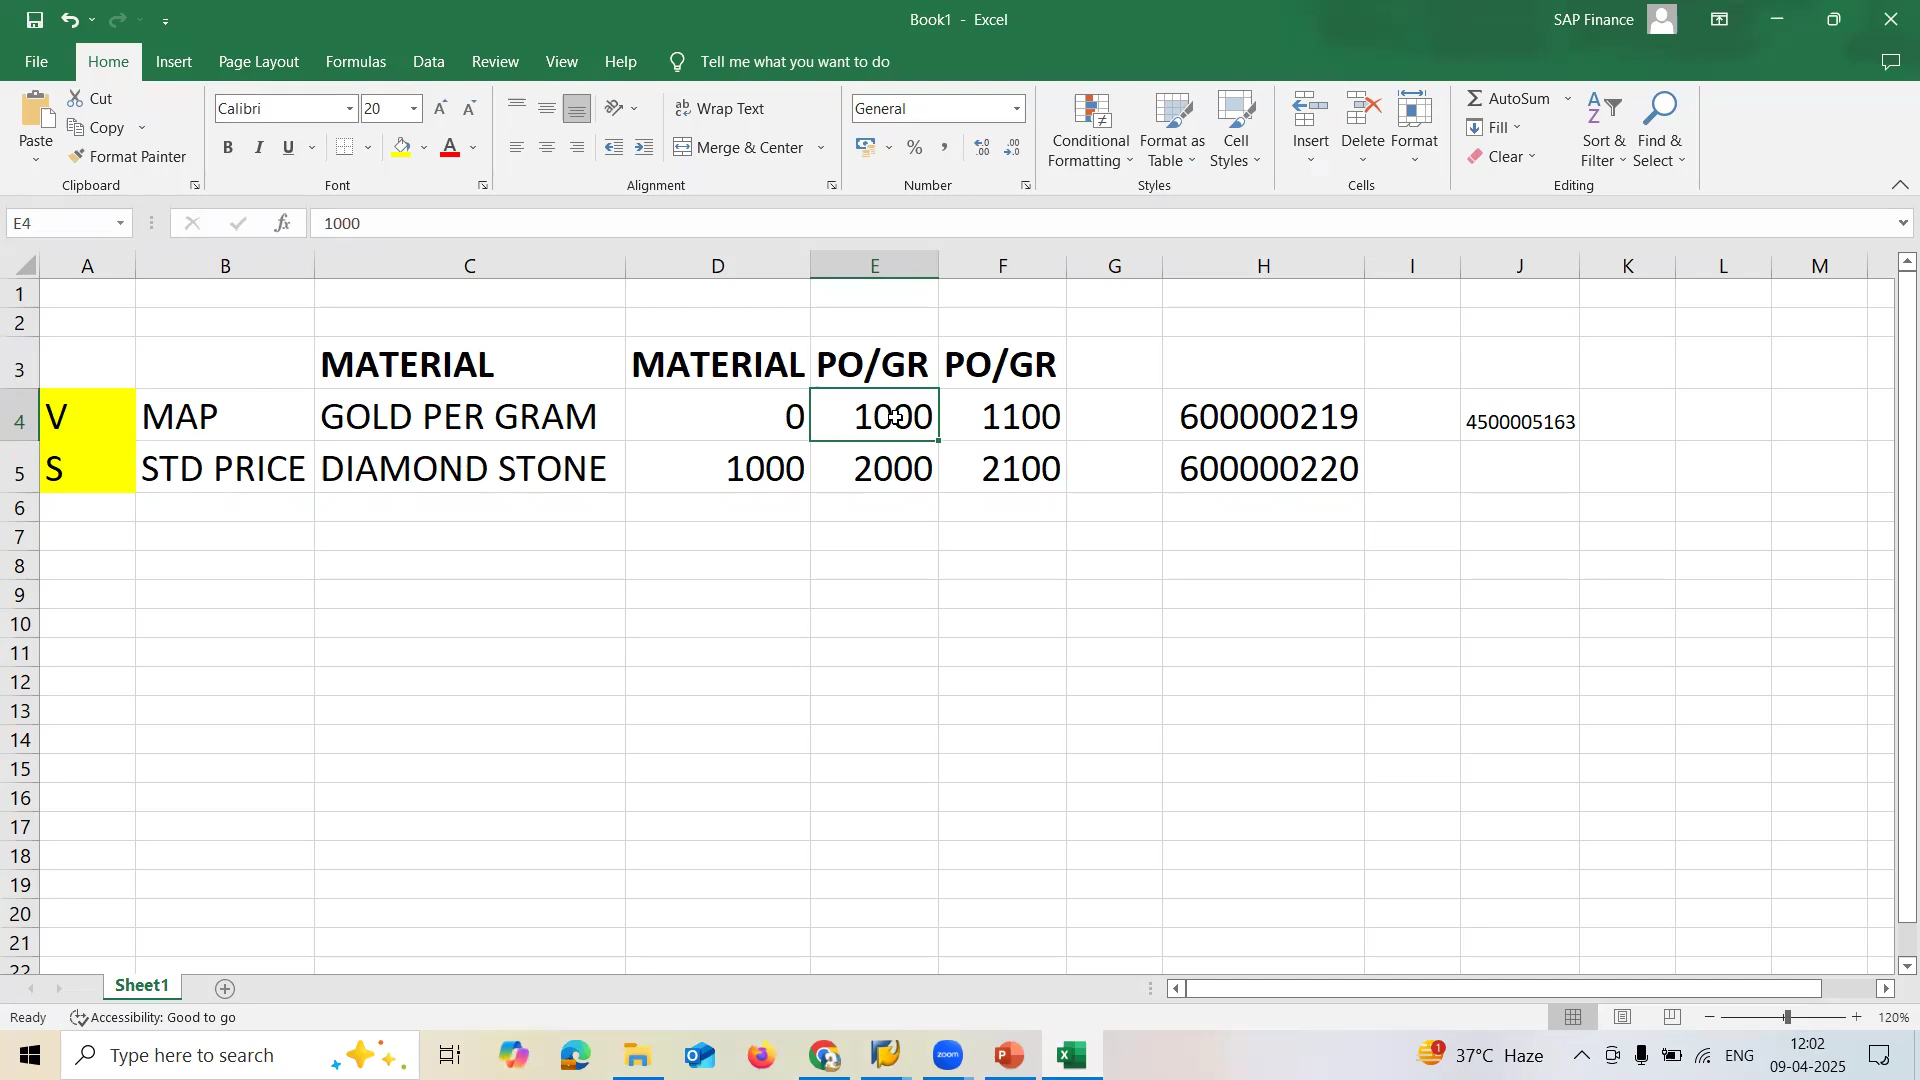 Book1 - Excel
SAP Finance
File Home Insert Page Layout Formulas Data Review View Help Tell me what you want to do
Paste
Cut
Copy
Format Painter
Clipboard
Calibri 20
B I U
Font
Wrap Text
Merge & Center
Alignment
General
Number
Conditional Formatting
Format as Table
Cell Styles
Styles
Insert
Delete
Format
Cells
AutoSum
Fill
Clear
Sort & Filter
Find & Select
Editing
E4 fx 1000
A B C D E F G H I J K L M
1
2
3 MATERIAL MATERIAL PO/GR PO/GR
4 V MAP GOLD PER GRAM 0 1000 1100 600000219 4500005163
5 S STD PRICE DIAMOND STONE 1000 2000 2100 600000220
6
7
8
9
10
11
12
13
14
15
16
17
18
19
20
21
22
Sheet1
Ready Accessibility: Good to go 120%
Type here to search
zoom
1 37°C Haze ENG 12:02
09-04-2025